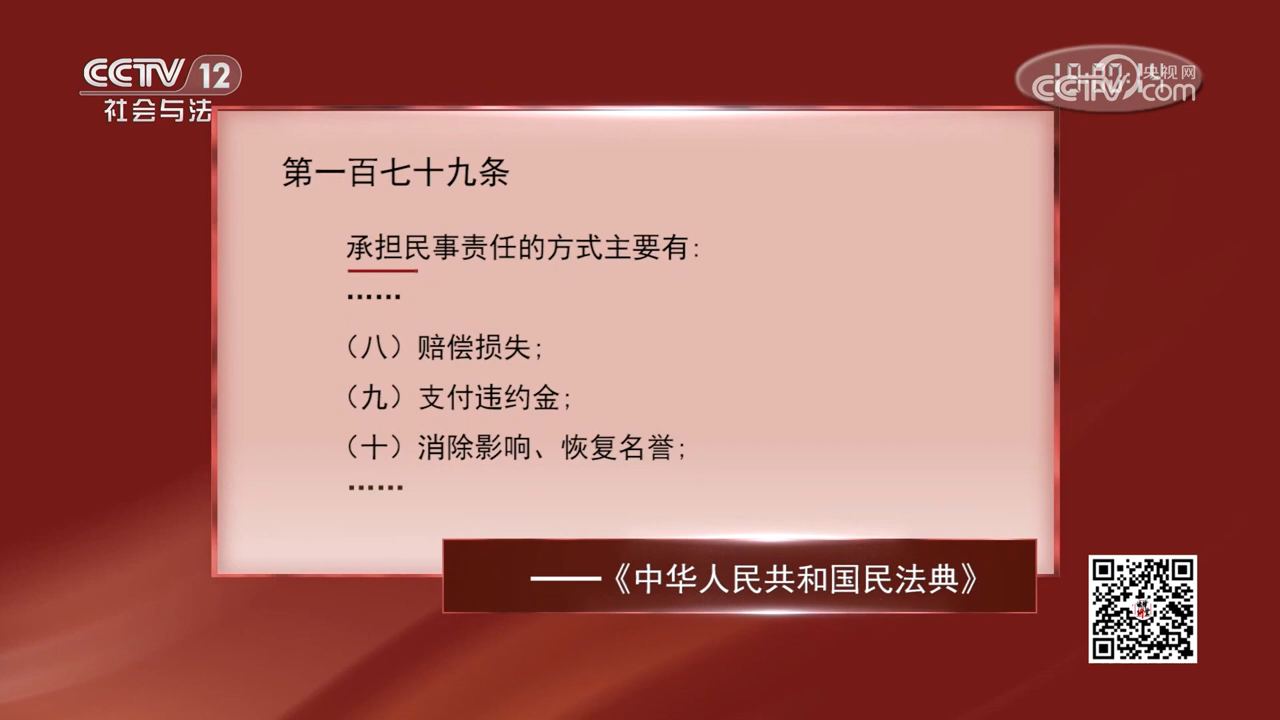 CCTV 12
社会与法
央视网
CCTV.com
第一百七十九条
承担民事责任的方式主要有：
……
（八）赔偿损失；
（九）支付违约金；
（十）消除影响、恢复名誉；
……
——《中华人民共和国民法典》